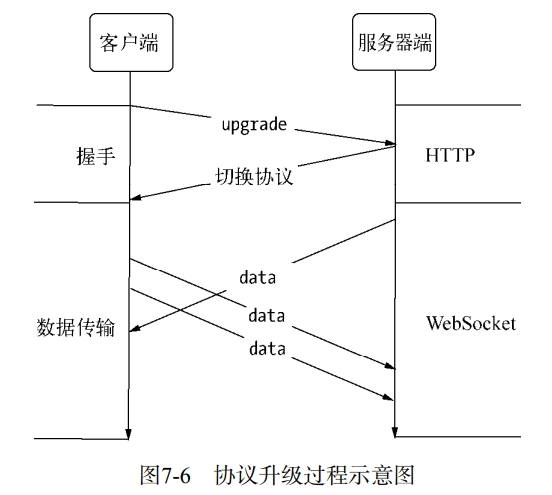 客户端
服务器端
upgrade
握手
HTTP
切换协议
data
数据传输
data
WebSocket
data
图7-6 协议升级过程示意图